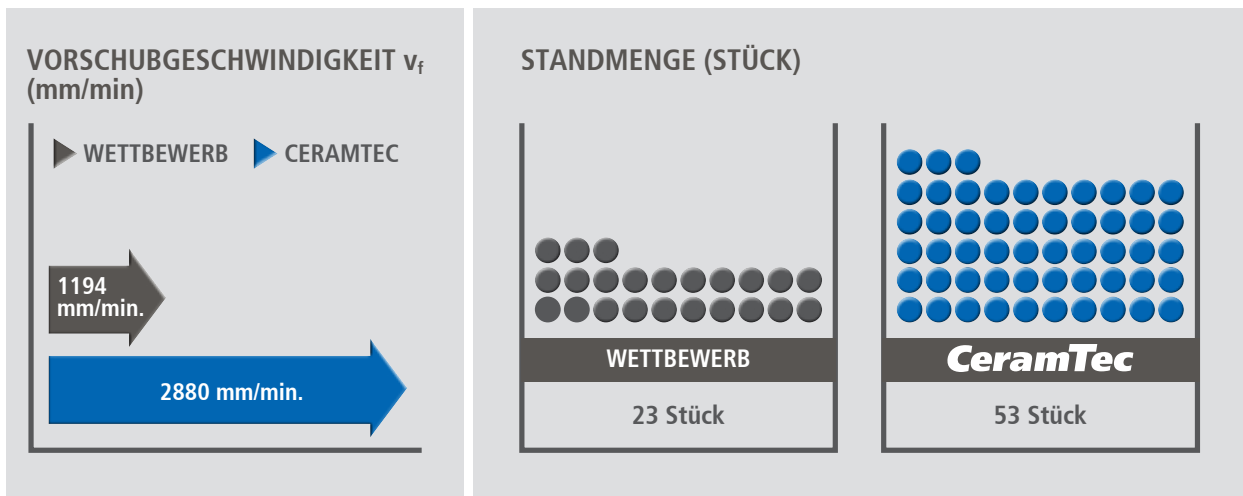 VORSCHUBGESCHWINDIGKEIT vf
(mm/min)
WETTBEWERB CERAMTEC
1194
mm/min.
2880 mm/min.
STANDMENGE (STÜCK)
WETTBEWERB
23 Stück
CeramTec
53 Stück